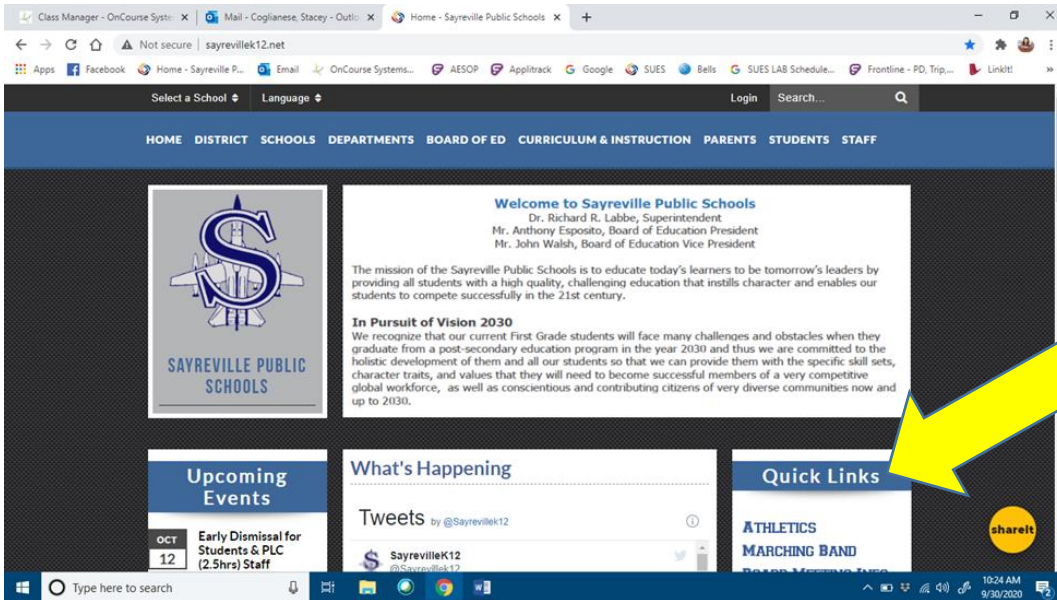 Class Manager - OnCourse Syste
Mail - Coglianese, Stacey - Outlo
Home - Sayreville Public Schools
Not secure | sayrevillek12.net
Apps Facebook Home - Sayreville P... Email OnCourse Systems... AESOP Applitrack Google SUES Bells SUES LAB Schedule... Frontline - PD, Trip,... LinkIt! »
Select a School Language Login Search...
HOME DISTRICT SCHOOLS DEPARTMENTS BOARD OF ED CURRICULUM & INSTRUCTION PARENTS STUDENTS STAFF
S
SAYREVILLE PUBLIC
SCHOOLS
Welcome to Sayreville Public Schools
Dr. Richard R. Labbe, Superintendent
Mr. Anthony Esposito, Board of Education President
Mr. John Walsh, Board of Education Vice President
The mission of the Sayreville Public Schools is to educate today's learners to be tomorrow's leaders by
providing all students with a high quality, challenging education that instills character and enables our
students to compete successfully in the 21st century.
In Pursuit of Vision 2030
We recognize that our current First Grade students will face many challenges and obstacles when they
graduate from a post-secondary education program in the year 2030 and thus we are committed to the
holistic development of them and all our students so that we can provide them with the specific skill sets,
character traits, and values that they will need to become successful members of a very competitive
global workforce, as well as conscientious and contributing citizens of very diverse communities now and
up to 2030.
Upcoming
Events
OCT
12
Early Dismissal for
Students & PLC
(2.5hrs) Staff
What's Happening
Tweets by @Sayrevillek12
SayrevilleK12
@Sayrevillek12
Quick Links
ATHLETICS
MARCHING BAND
BOARD MEETING INFO
shareit
Type here to search
10:24 AM
9/30/2020
2